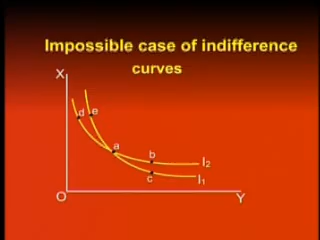 Impossible case of indifference
curves
X
d e
a
b
I₂
c
I₁
O
Y